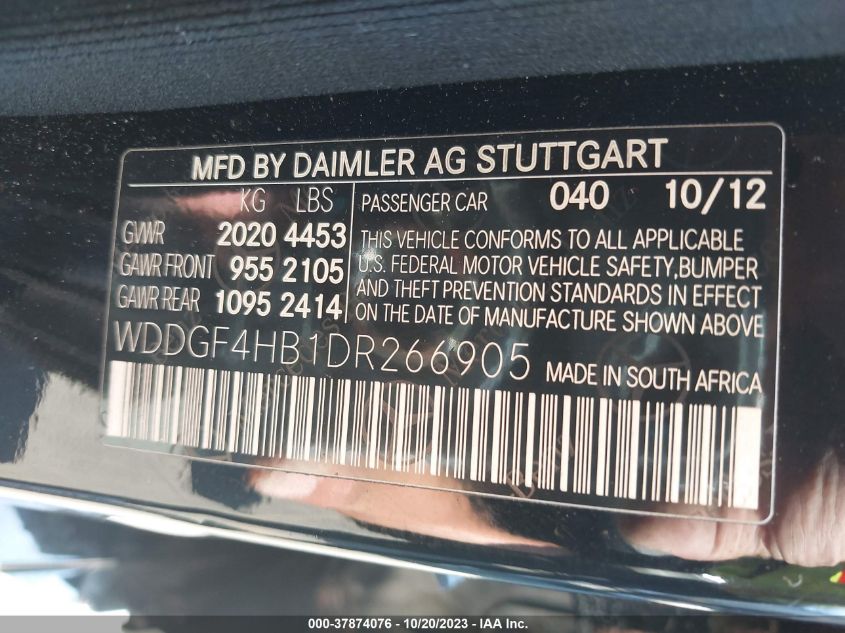 MFD BY DAIMLER AG STUTTGART
KG LBS
GVWR 2020 4453
GAWR FRONT 955 2105
GAWR REAR 1095 2414
PASSENGER CAR 040 10/12
THIS VEHICLE CONFORMS TO ALL APPLICABLE
U.S. FEDERAL MOTOR VEHICLE SAFETY,BUMPER
AND THEFT PREVENTION STANDARDS IN EFFECT
ON THE DATE OF MANUFACTURE SHOWN ABOVE
WDDGF4HB1DR266905 MADE IN SOUTH AFRICA
000-37874076 - 10/20/2023 - IAA Inc.